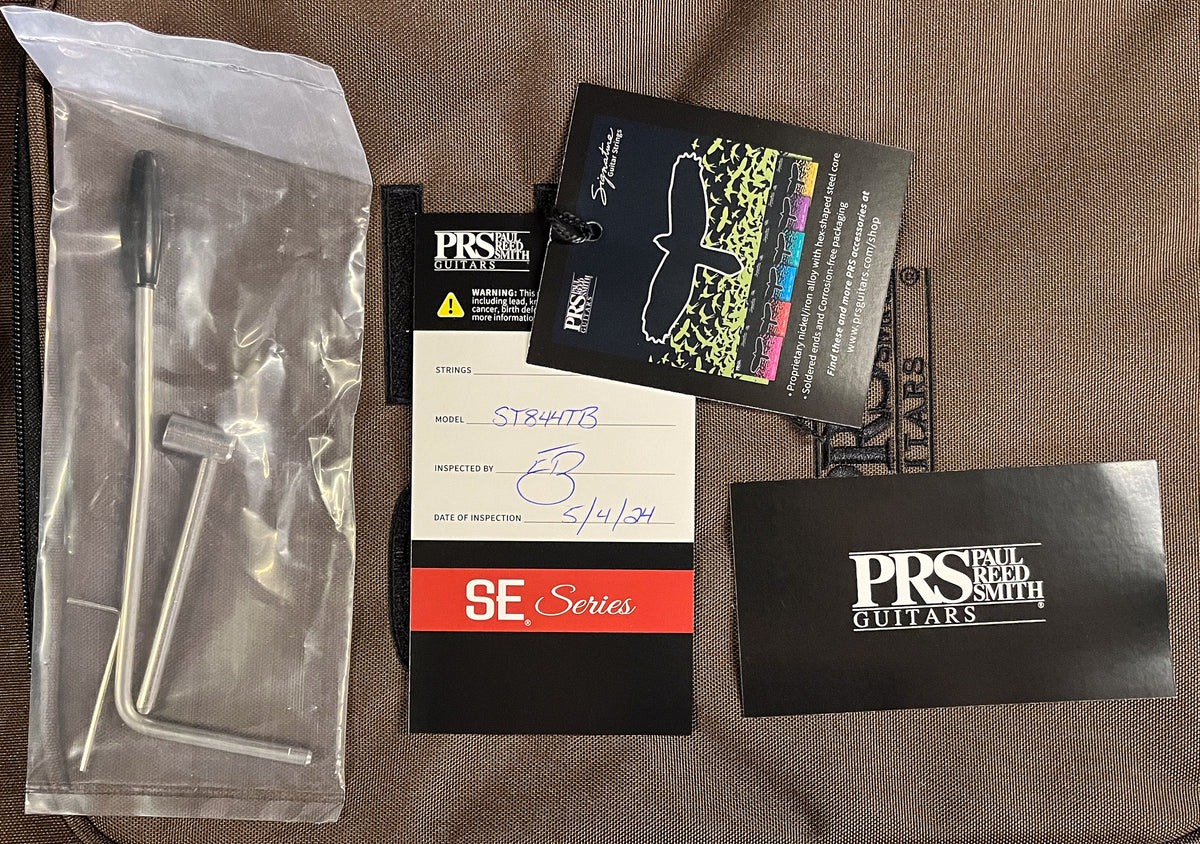 PRS PAUL REED SMITH
GUITARS
WARNING: This
including lead,
cancer, birth
more information
STRINGS
MODEL ST844TB
INSPECTED BY ED
DATE OF INSPECTION 5/4/24
SE® Series
Signature
Guitar Strings
PRS PAUL REED SMITH
GUITARS
• Proprietary nickel/iron alloy with hex-shaped steel core
• Soldered ends and Corrosion-free packaging
Find these and more PRS accessories at
www.prsguitars.com/shop
PRS PAUL REED SMITH®
GUITARS